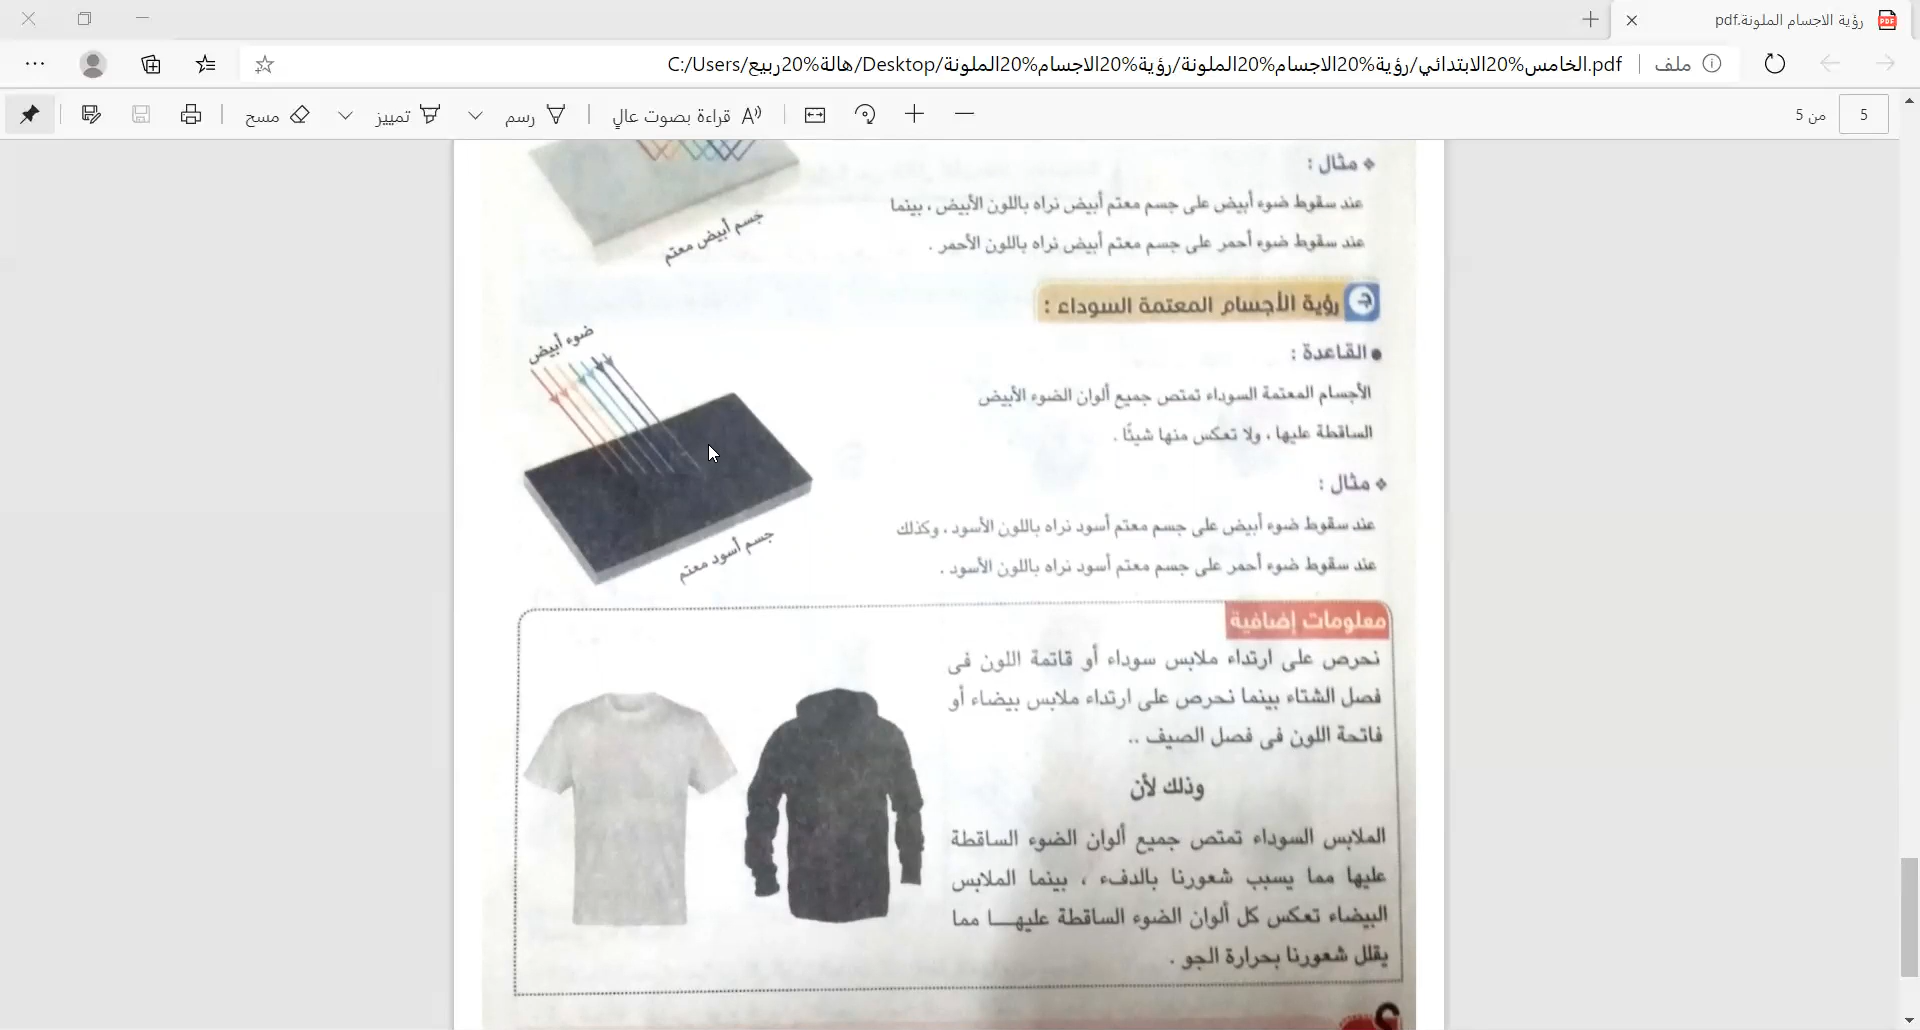 رؤية الاجسام الملونة.pdf
ملف
C:/Users/هالة%20ربيع/Desktop/رؤية%20الاجسام%20الملونة/رؤية%20الاجسام%20الملونة/الخامس%20الابتدائي.pdf
5
من 5
قراءة بصوت عالٍ
رسم
تمييز
مسح
❖ مثال :
عند سقوط ضوء أبيض على جسم معتم أبيض نراه باللون الأبيض ، بينما
عند سقوط ضوء أحمر على جسم معتم أبيض نراه باللون الأحمر .
جسم أبيض معتم
رؤية الأجسام المعتمة السوداء :
● القاعدة :
الأجسام المعتمة السوداء تمتص جميع ألوان الضوء الأبيض
الساقطة عليها ، ولا تعكس منها شيئًا .
ضوء أبيض
جسم أسود معتم
❖ مثال :
عند سقوط ضوء أبيض على جسم معتم أسود نراه باللون الأسود ، وكذلك
عند سقوط ضوء أحمر على جسم معتم أسود نراه باللون الأسود .
معلومات إضافية
نحرص على ارتداء ملابس سوداء أو قاتمة اللون فى
فصل الشتاء بينما نحرص على ارتداء ملابس بيضاء أو
فاتحة اللون فى فصل الصيف ..
وذلك لأن
الملابس السوداء تمتص جميع ألوان الضوء الساقطة
عليها مما يسبب شعورنا بالدفء ، بينما الملابس
البيضاء تعكس كل ألوان الضوء الساقطة عليهــا مما
يقلل شعورنا بحرارة الجو .